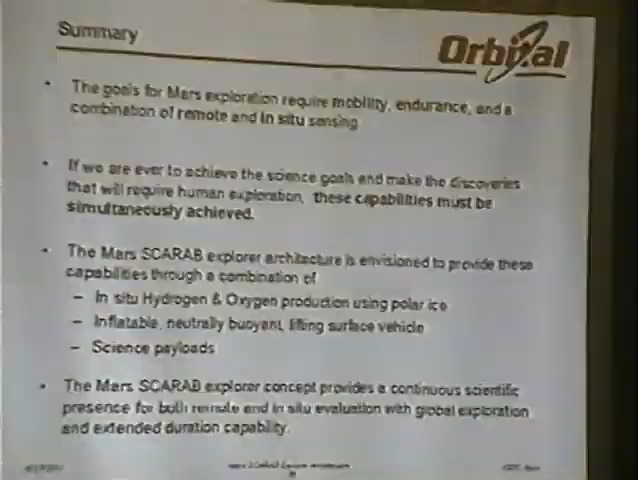 Summary
Orbital
• The goals for Mars exploration require mobility, endurance, and a
combination of remote and in situ sensing
• If we are ever to achieve the science goals and make the discoveries
that will require human exploration, these capabilities must be
simultaneously achieved.
• The Mars SCARAB explorer architecture is envisioned to provide these
capabilities through a combination of
– In situ Hydrogen & Oxygen production using polar ice
– Inflatable, neutrally buoyant, lifting surface vehicle
– Science payloads
• The Mars SCARAB explorer concept provides a continuous scientific
presence for both remote and in situ evaluation with global exploration
and extended duration capability.